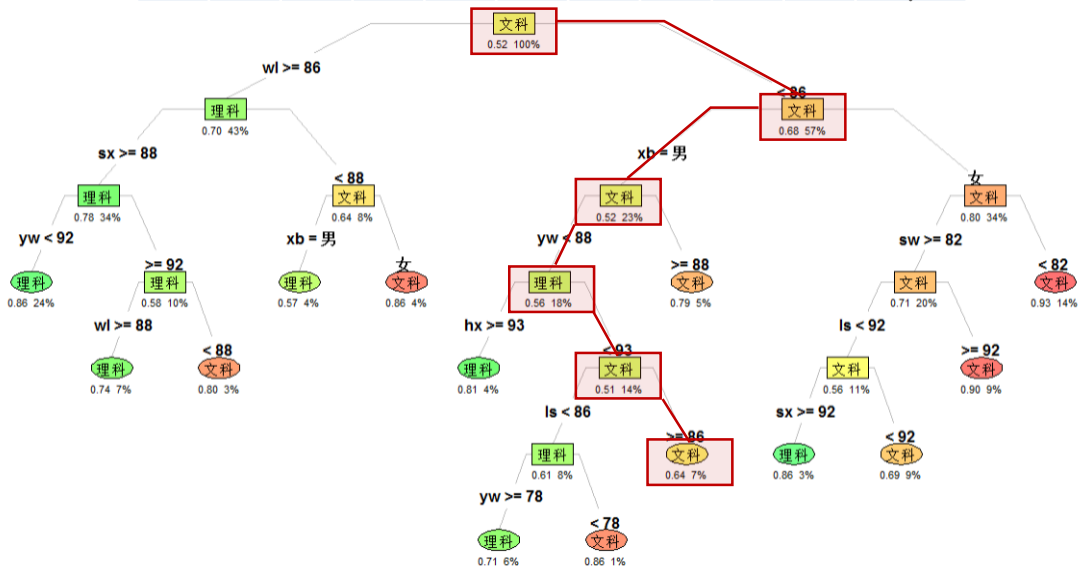 文科
0.52 100%
wl >= 86
< 86
理科
0.70 43%
文科
0.68 57%
sx >= 88
< 88
xb = 男
女
理科
0.78 34%
文科
0.64 8%
文科
0.52 23%
文科
0.80 34%
yw < 92
>= 92
xb = 男
女
yw < 88
>= 88
sw >= 82
< 82
理科
0.86 24%
理科
0.58 10%
理科
0.57 4%
文科
0.86 4%
理科
0.56 18%
文科
0.79 5%
文科
0.71 20%
文科
0.93 14%
wl >= 88
< 88
hx >= 93
< 93
ls < 92
>= 92
理科
0.74 7%
文科
0.80 3%
理科
0.81 4%
文科
0.51 14%
文科
0.56 11%
文科
0.90 9%
ls < 86
>= 86
sx >= 92
< 92
理科
0.61 8%
文科
0.64 7%
理科
0.86 3%
文科
0.69 9%
yw >= 78
< 78
理科
0.71 6%
文科
0.86 1%